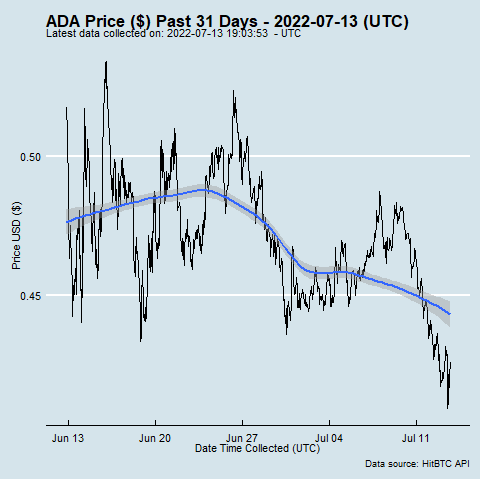 ADA Price ($) Past 31 Days - 2022-07-13 (UTC)
Latest data collected on: 2022-07-13 19:03:53 - UTC
Price USD ($)
0.50
0.45
Jun 13
Jun 20
Jun 27
Jul 04
Jul 11
Date Time Collected (UTC)
Data source: HitBTC API